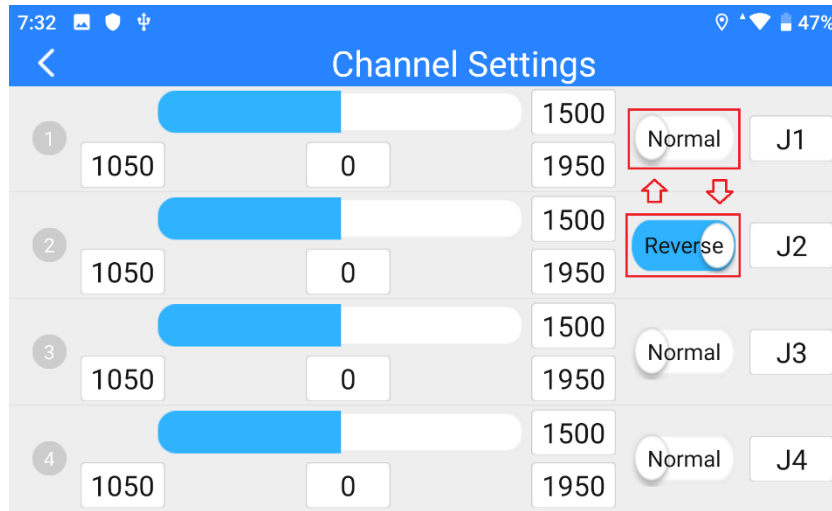 7:32 47%
Channel Settings
1 1500 Normal J1
1050 0 1950
2 1500 Reverse J2
1050 0 1950
3 1500 Normal J3
1050 0 1950
4 1500 Normal J4
1050 0 1950